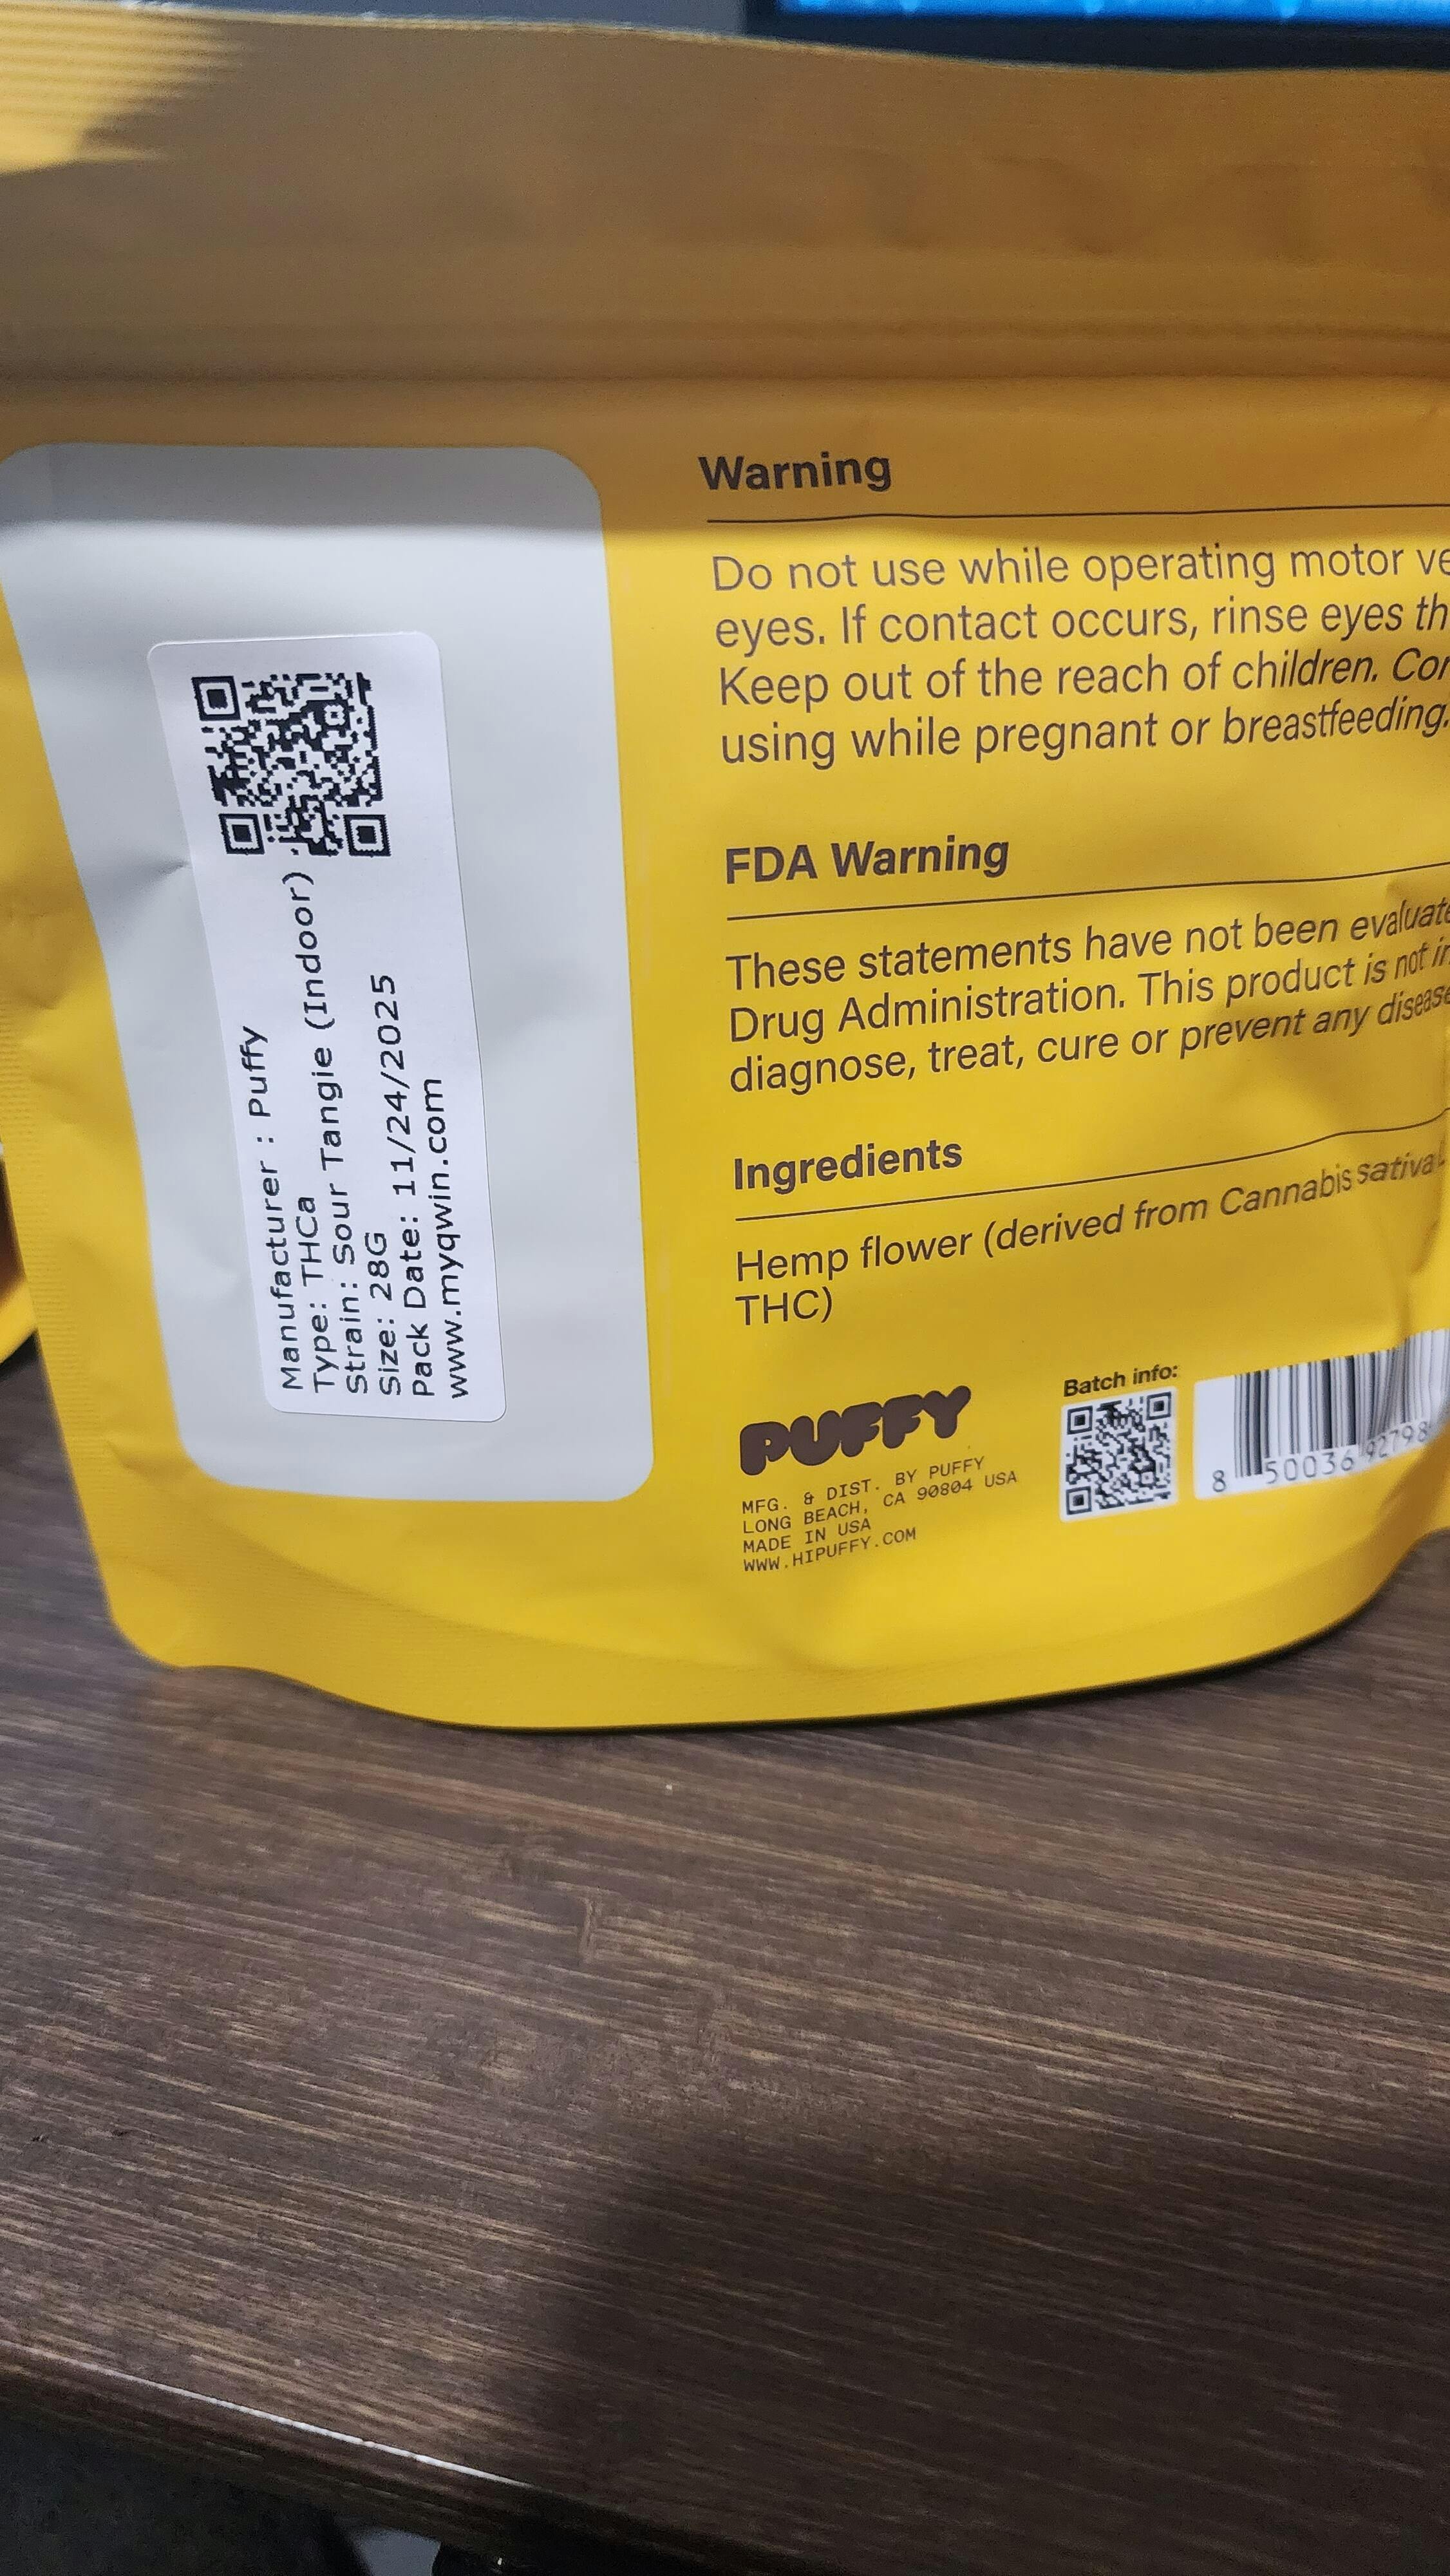 Manufacturer : Puffy
Type: THCa
Strain: Sour Tangie (Indoor)
Size: 28G
Pack Date: 11/24/2025
www.myqwin.com
Warning
Do not use while operating motor
eyes. If contact occurs, rinse eyes
Keep out of the reach of children.
using while pregnant or breastfeeding.
FDA Warning
These statements have not been
Drug Administration. This product is not
diagnose, treat, cure or prevent any
Ingredients
Hemp flower (derived from Cannabis sativa
THC)
PUFFY
MFG. & DIST. BY PUFFY
LONG BEACH, CA 90804 USA
MADE IN USA
WWW.HIPUFFY.COM
Batch info:
8 50036 92798